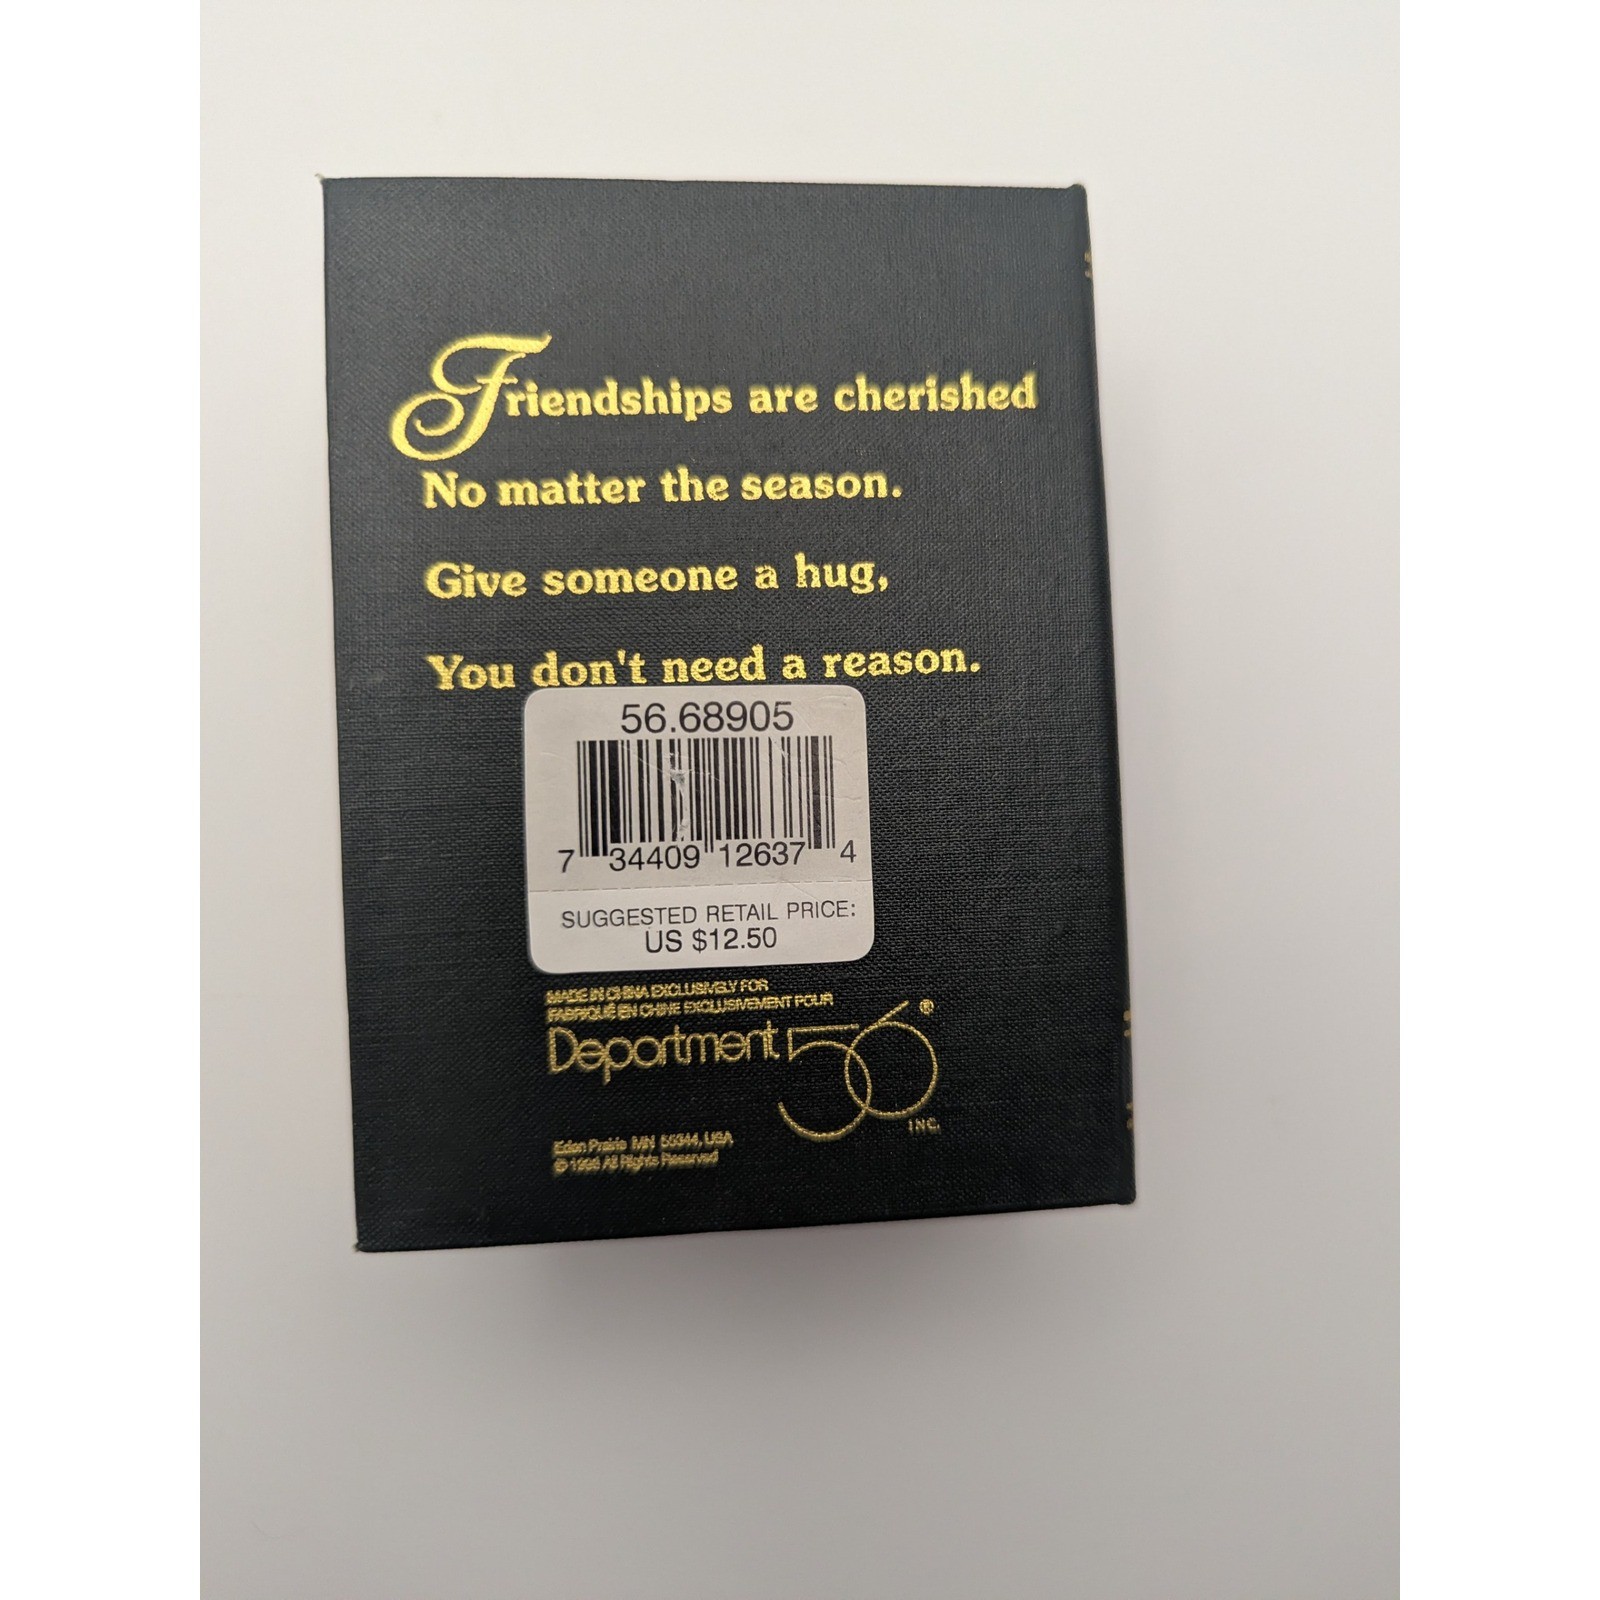 Friendships are cherished
No matter the season.
Give someone a hug,
You don't need a reason.
56.68905
7 34409 12637 4
SUGGESTED RETAIL PRICE:
US $12.50
MADE IN CHINA EXCLUSIVELY FOR
FABRIQUÉ EN CHINE EXCLUSIVEMENT POUR
Department 56®
INC.
Eden Prairie MN 55344, USA
© All Rights Reserved